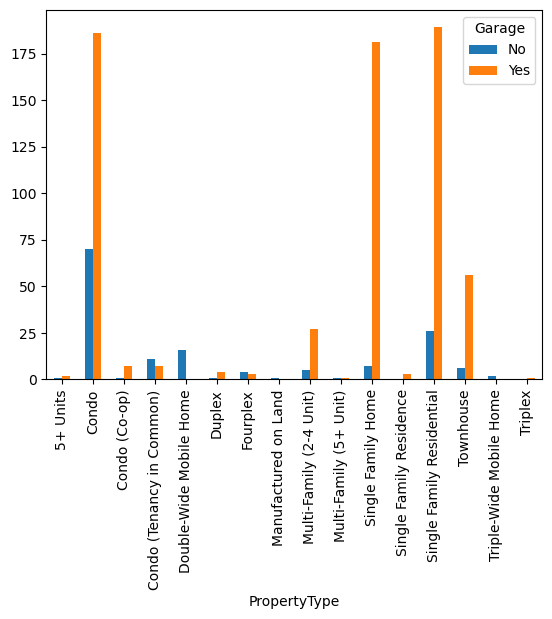 Garage
No
Yes
175
150
125
100
75
50
25
0
5+ Units
Condo
Condo (Co-op)
Condo (Tenancy in Common)
Double-Wide Mobile Home
Duplex
Fourplex
Manufactured on Land
Multi-Family (2-4 Unit)
Multi-Family (5+ Unit)
Single Family Home
Single Family Residence
Single Family Residential
Townhouse
Triple-Wide Mobile Home
Triplex
PropertyType